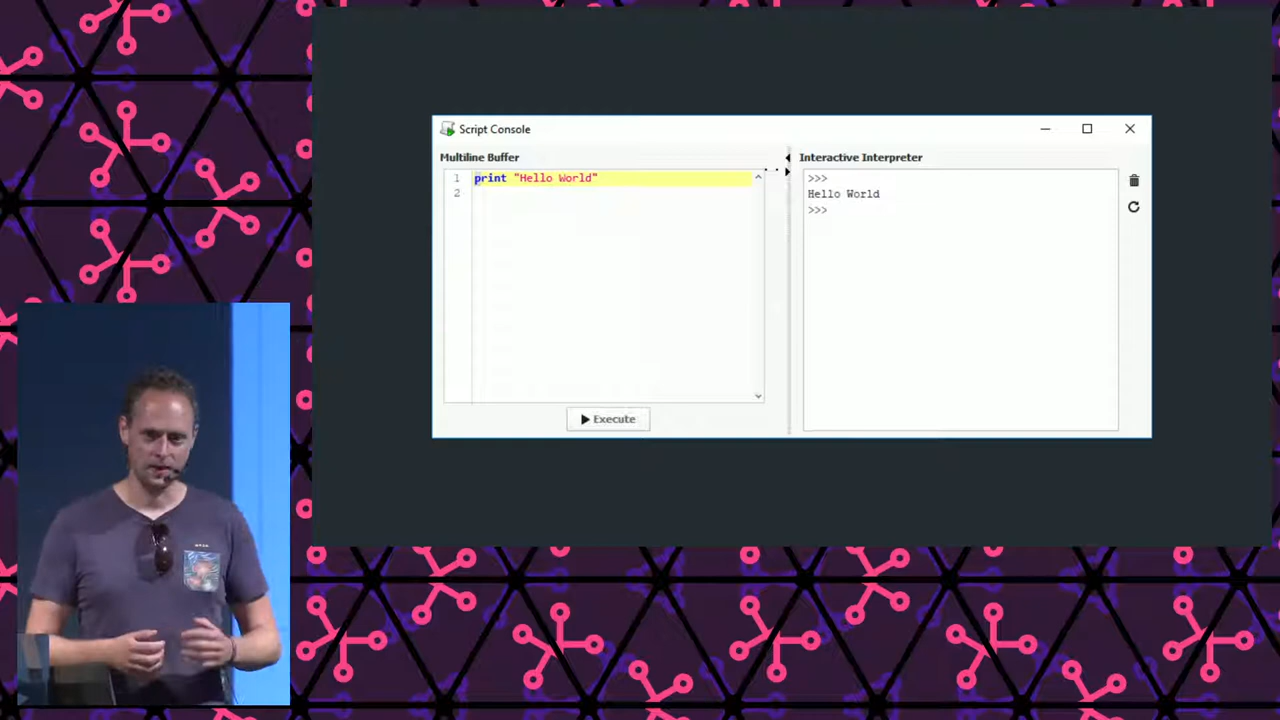 Script Console
Multiline Buffer
1 print "Hello World"
2
Execute
Interactive Interpreter
>>>
Hello World
>>>